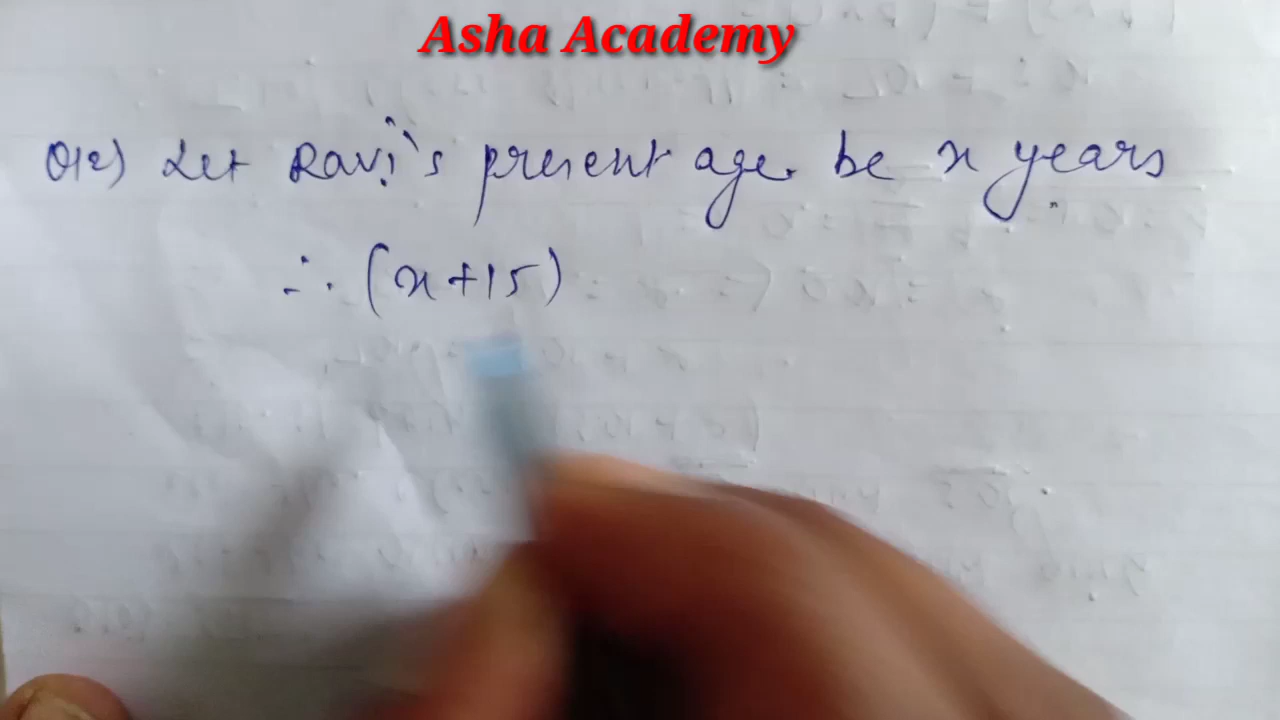 Asha Academy
Q12) Let Ravi's present age be x years
∴ (x+15)